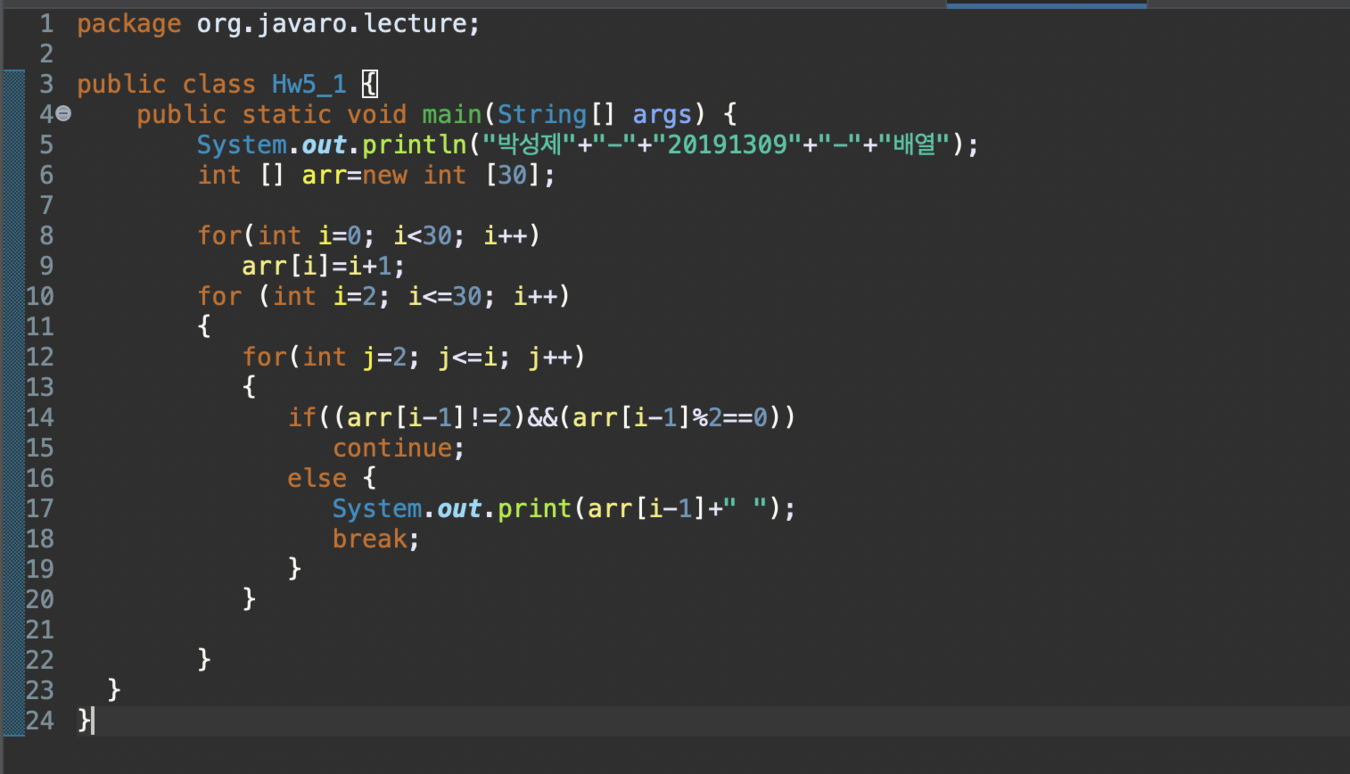 1 package org.javaro.lecture;
2
3 public class Hw5_1 {
4 public static void main(String[] args) {
5 System.out.println("박성제"+"-"+"20191309"+"-"+"배열");
6 int [] arr=new int [30];
7
8 for(int i=0; i<30; i++)
9 arr[i]=i+1;
10 for (int i=2; i<=30; i++)
11 {
12 for(int j=2; j<=i; j++)
13 {
14 if((arr[i-1]!=2)&&(arr[i-1]%2==0))
15 continue;
16 else {
17 System.out.print(arr[i-1]+" ");
18 break;
19 }
20 }
21
22 }
23 }
24 }